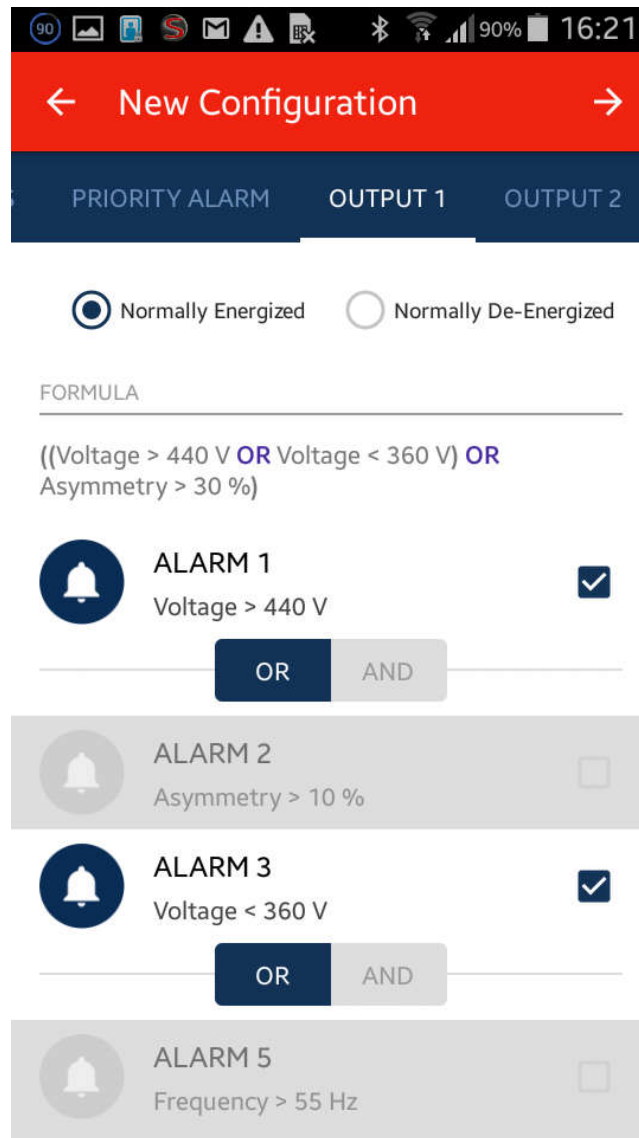 90 90% 16:21
New Configuration
PRIORITY ALARM OUTPUT 1 OUTPUT 2
Normally Energized Normally De-Energized
FORMULA
((Voltage > 440 V OR Voltage < 360 V) OR
Asymmetry > 30 %)
ALARM 1
Voltage > 440 V
OR AND
ALARM 2
Asymmetry > 10 %
ALARM 3
Voltage < 360 V
OR AND
ALARM 5
Frequency > 55 Hz